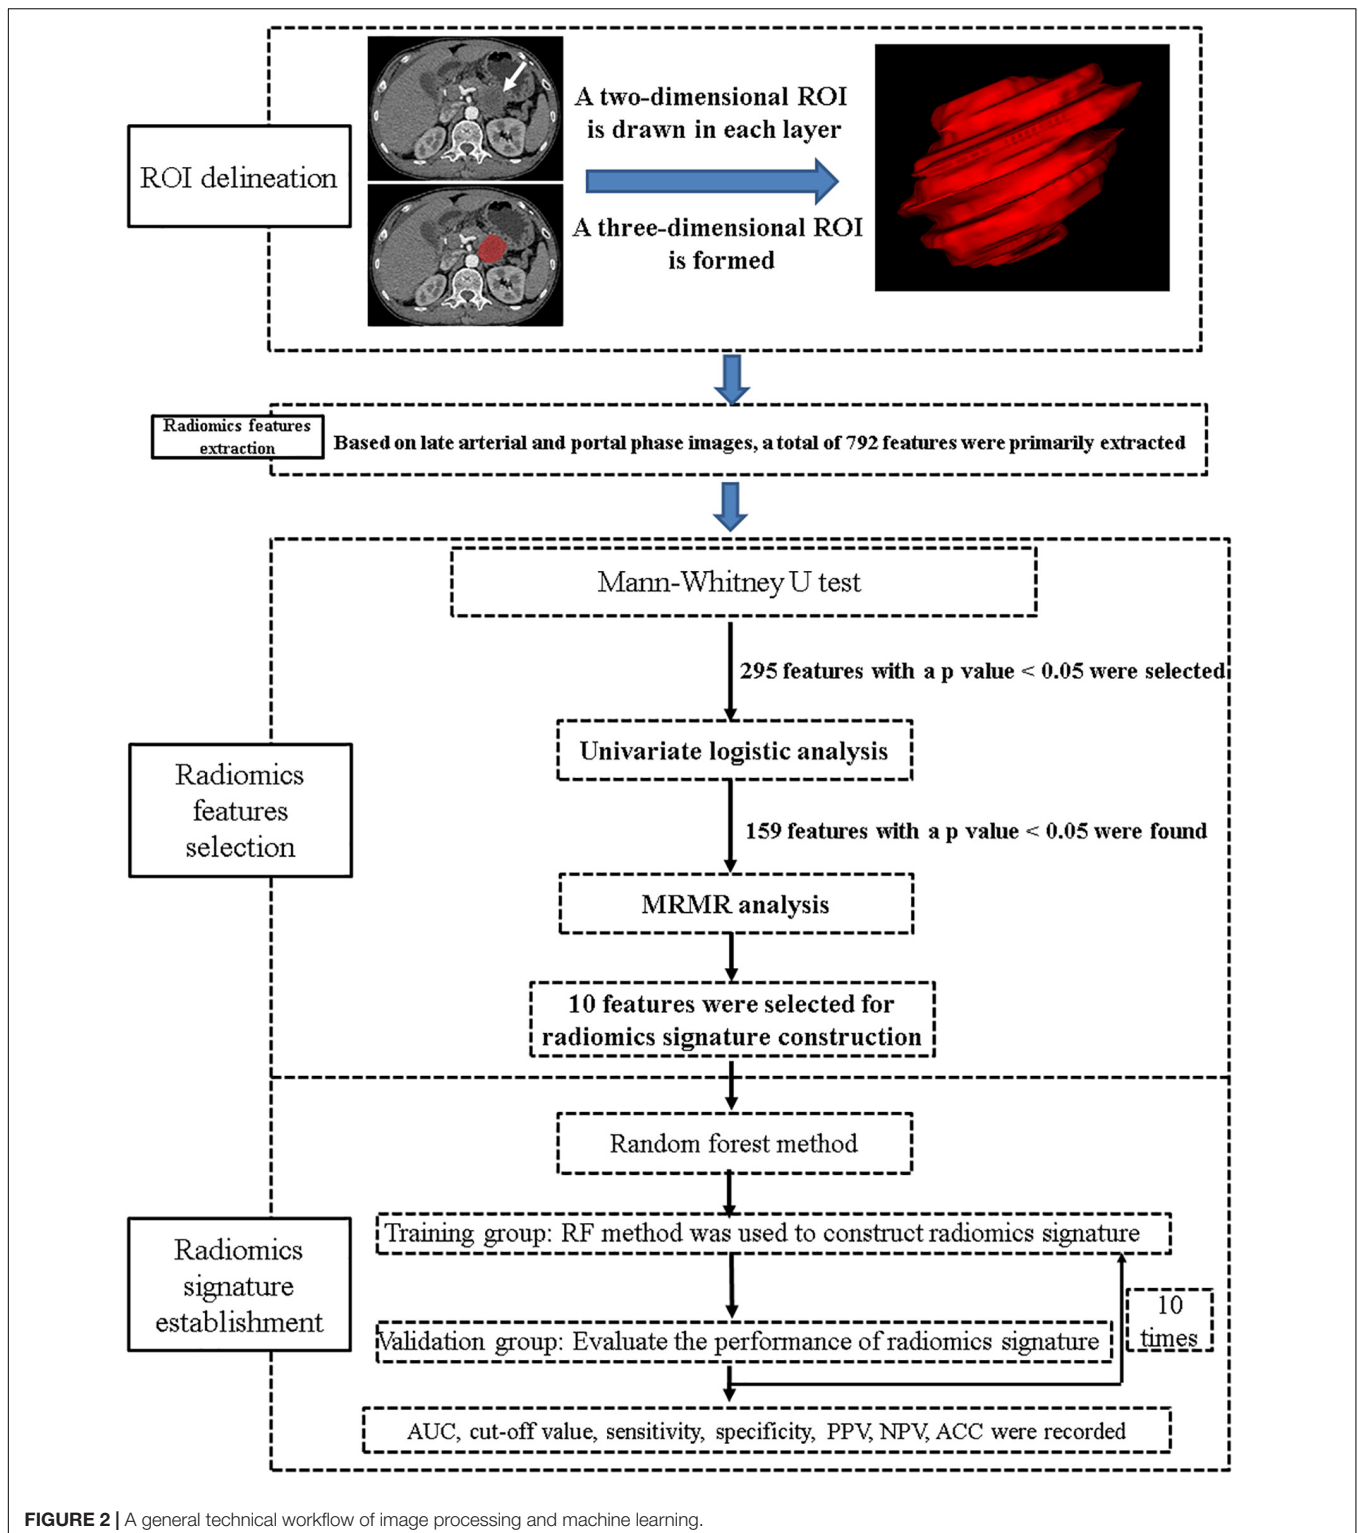 ROI delineation
A two-dimensional ROI
is drawn in each layer
A three-dimensional ROI
is formed
Radiomics features
extraction
Based on late arterial and portal phase images, a total of 792 features were primarily extracted
Radiomics
features
selection
Mann-Whitney U test
295 features with a p value < 0.05 were selected
Univariate logistic analysis
159 features with a p value < 0.05 were found
MRMR analysis
10 features were selected for
radiomics signature construction
Radiomics
signature
establishment
Random forest method
Training group: RF method was used to construct radiomics signature
10
times
Validation group: Evaluate the performance of radiomics signature
AUC, cut-off value, sensitivity, specificity, PPV, NPV, ACC were recorded
FIGURE 2 | A general technical workflow of image processing and machine learning.